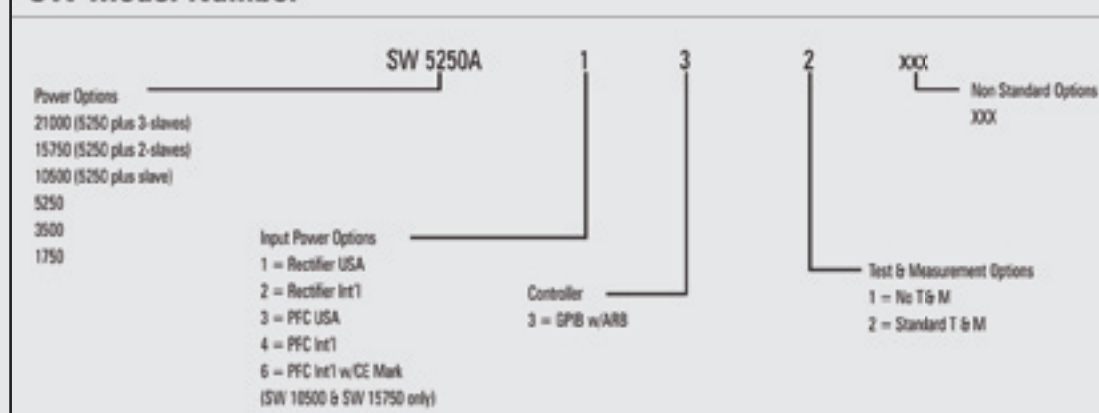 SW 5250A 1 3 2 XXX
Power Options
21000 (5250 plus 3-slaves)
15750 (5250 plus 2-slaves)
10500 (5250 plus slave)
5250
3500
1750
Input Power Options
1 = Rectifier USA
2 = Rectifier Int'l
3 = PFC USA
4 = PFC Int'l
6 = PFC Int'l w/CE Mark
(SW 10500 & SW 15750 only)
Controller
3 = GPIB w/ARB
Test & Measurement Options
1 = No T& M
2 = Standard T & M
Non Standard Options
XXX